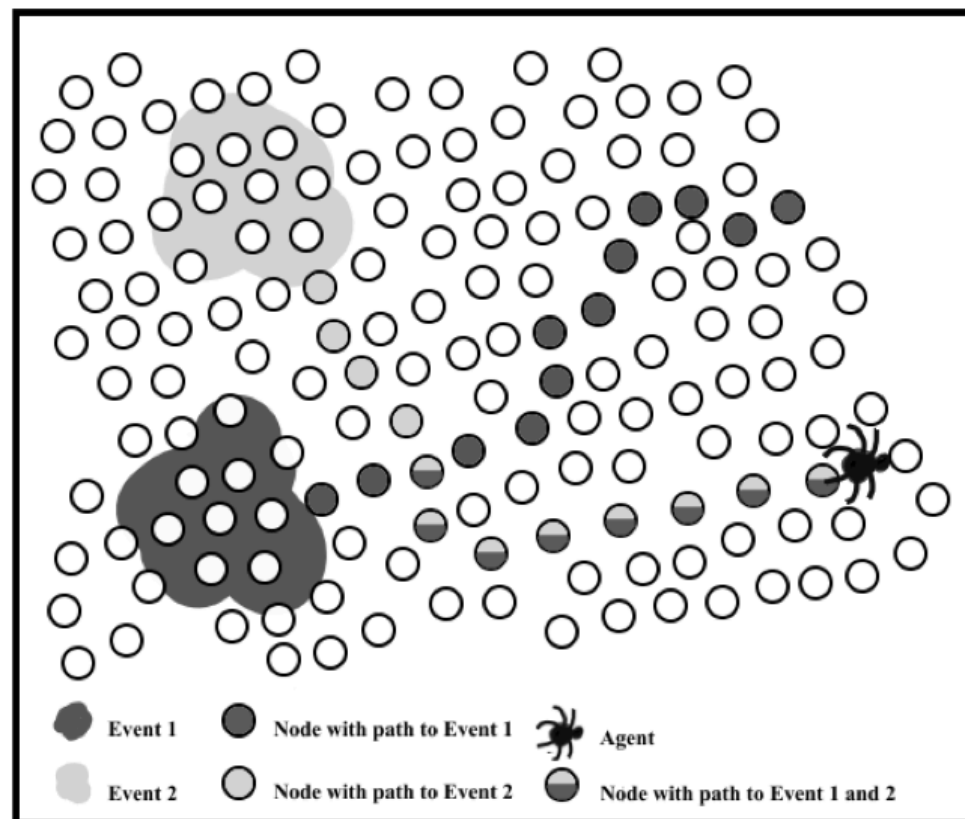 Event 1
Node with path to Event 1
Agent
Event 2
Node with path to Event 2
Node with path to Event 1 and 2